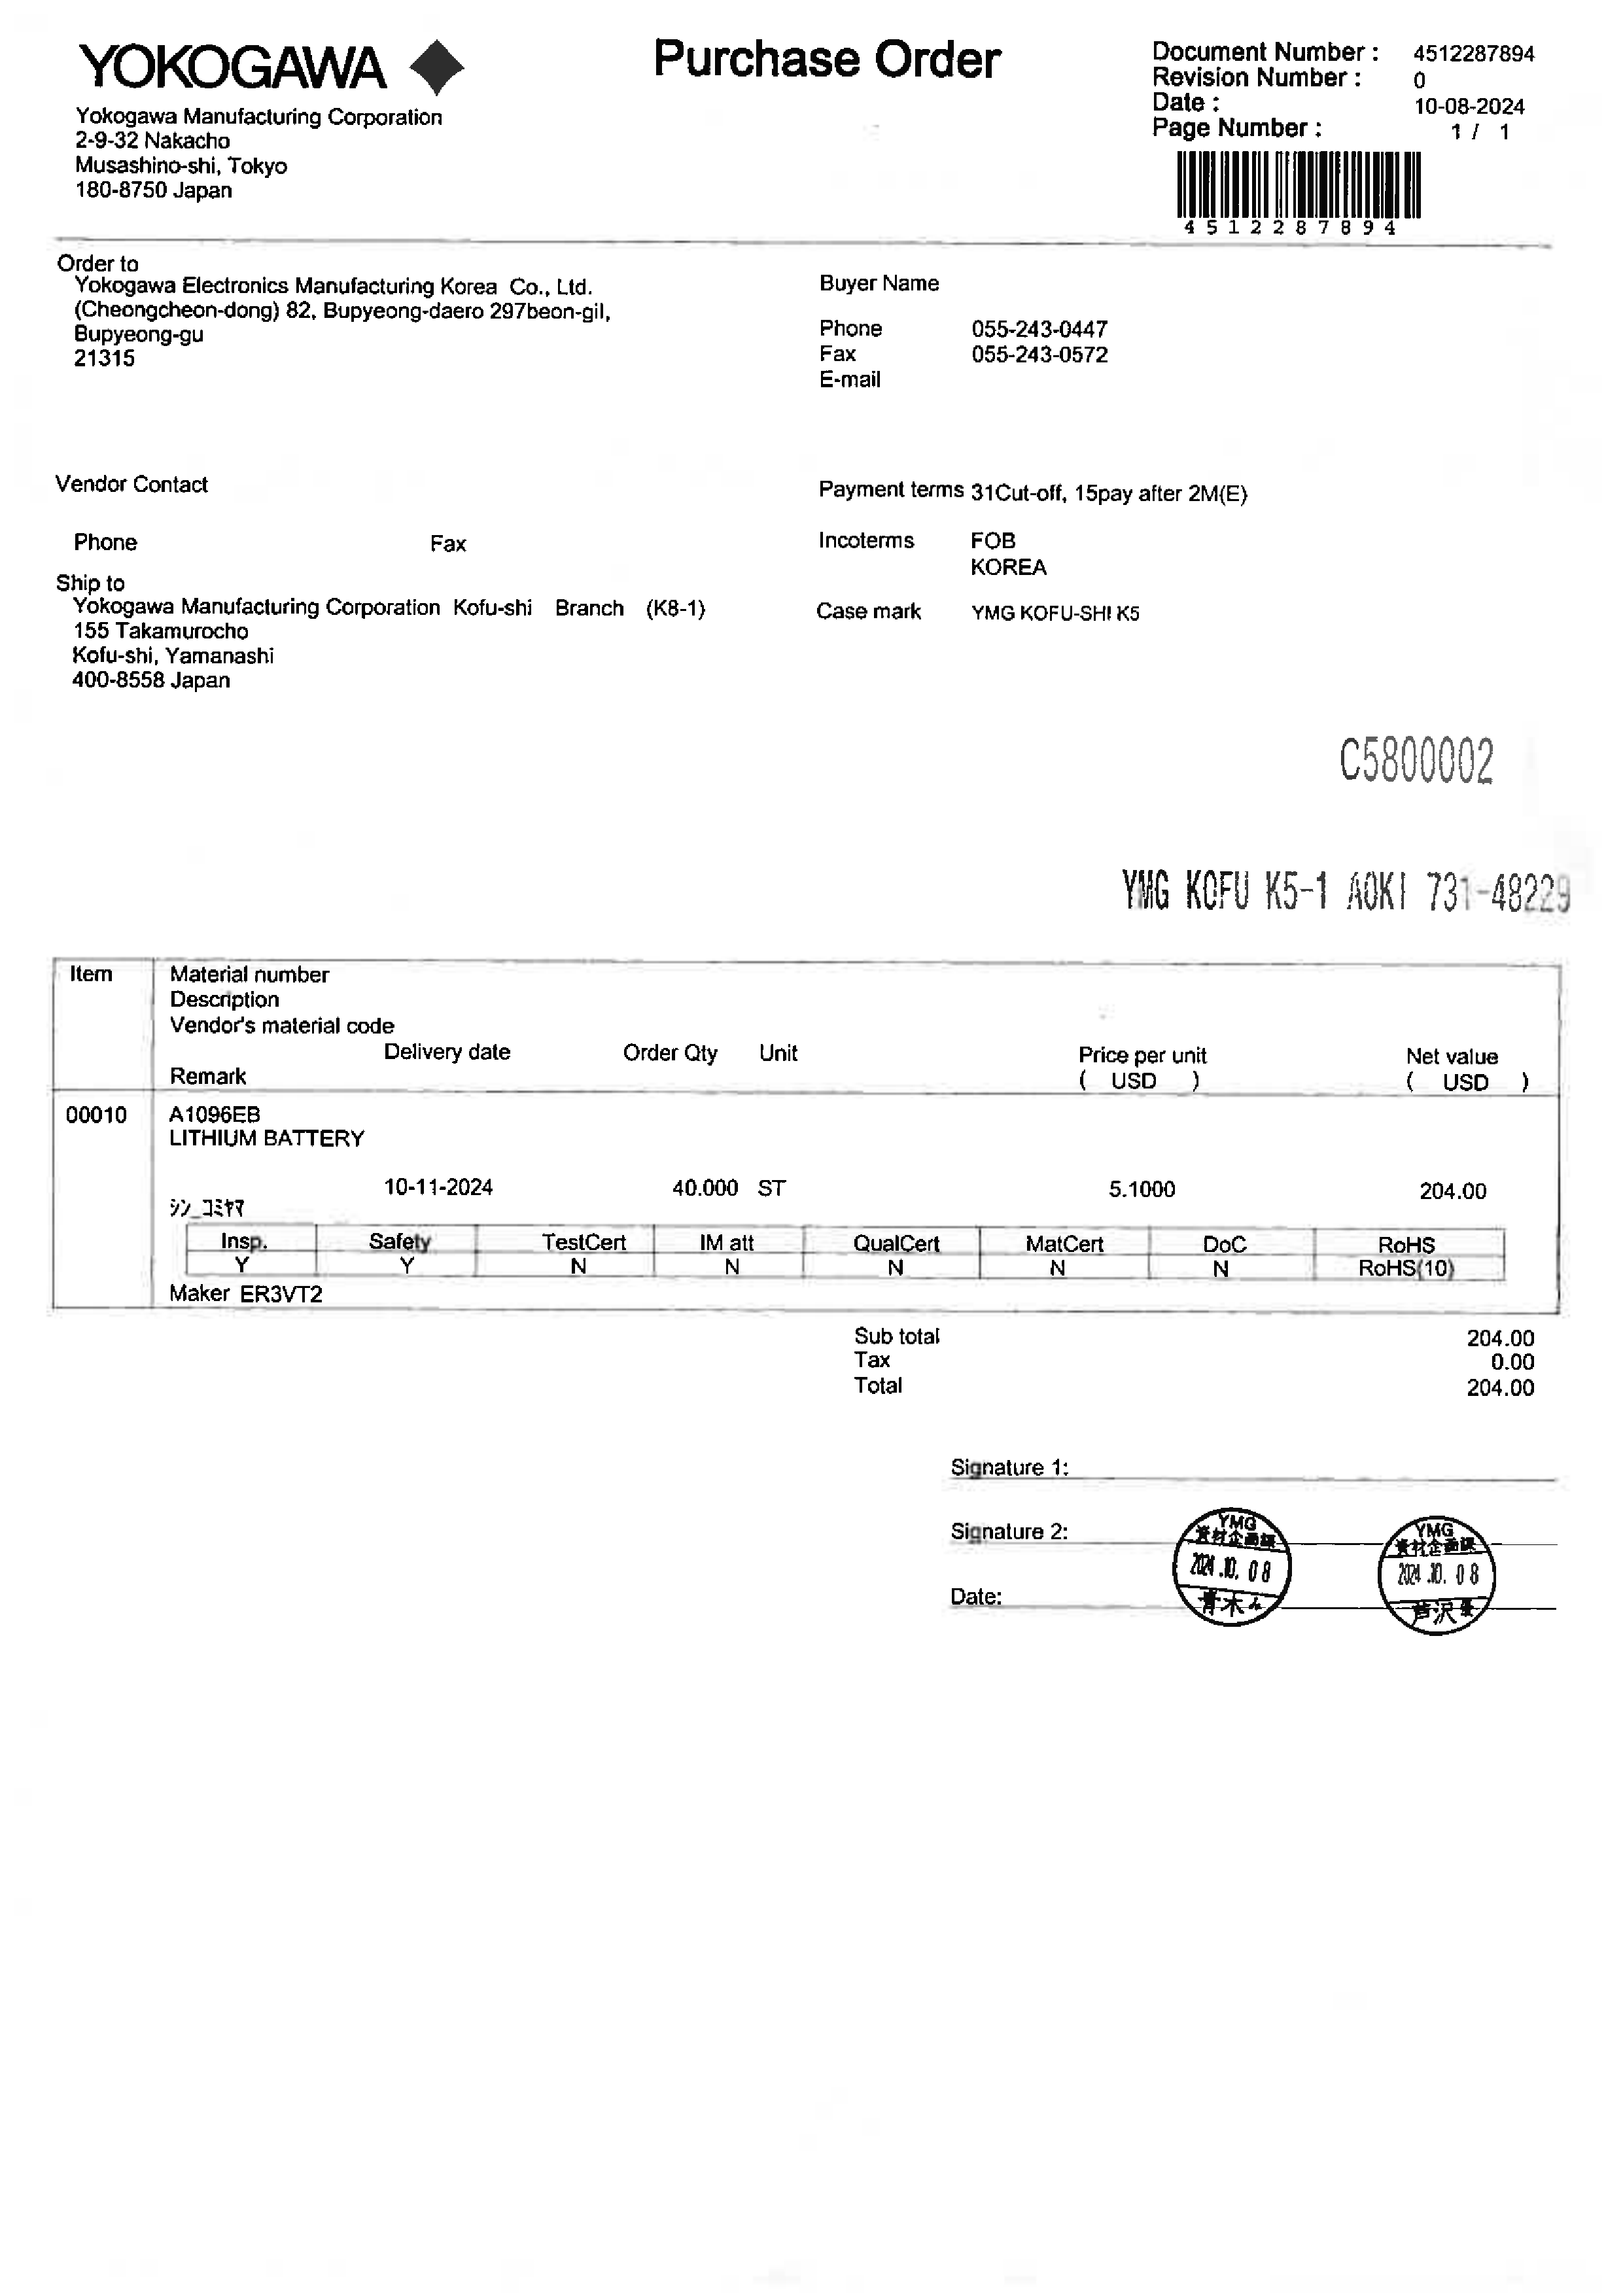 YOKOGAWA
Purchase Order
Document Number : 4512287894
Revision Number : 0
Date : 10-08-2024
Page Number : 1 / 1
4512287894
Yokogawa Manufacturing Corporation
2-9-32 Nakacho
Musashino-shi, Tokyo
180-8750 Japan
Order to
Yokogawa Electronics Manufacturing Korea Co., Ltd.
(Cheongcheon-dong) 82, Bupyeong-daero 297beon-gil,
Bupyeong-gu
21315
Buyer Name
Phone 055-243-0447
Fax 055-243-0572
E-mail
Vendor Contact
Phone Fax
Payment terms 31Cut-off, 15pay after 2M(E)
Incoterms FOB
KOREA
Case mark YMG KOFU-SHI K5
Ship to
Yokogawa Manufacturing Corporation Kofu-shi Branch (K8-1)
155 Takamurocho
Kofu-shi, Yamanashi
400-8558 Japan
C5800002
YMG KOFU K5-1 AOKI 731-48229
Item Material number
Description
Vendor's material code
Delivery date Order Qty Unit Price per unit Net value
Remark ( USD ) ( USD )
00010 A1096EB
LITHIUM BATTERY
10-11-2024 40.000 ST 5.1000 204.00
ｼﾝ_ｺﾐﾔﾏ
Insp. Safety TestCert IM att QualCert MatCert DoC RoHS
Y Y N N N N N RoHS(10)
Maker ER3VT2
Sub total 204.00
Tax 0.00
Total 204.00
Signature 1:
Signature 2:
Date:
YMG
資材企画課
2024.10.08
青木
YMG
資材企画課
2024.10.08
芦沢